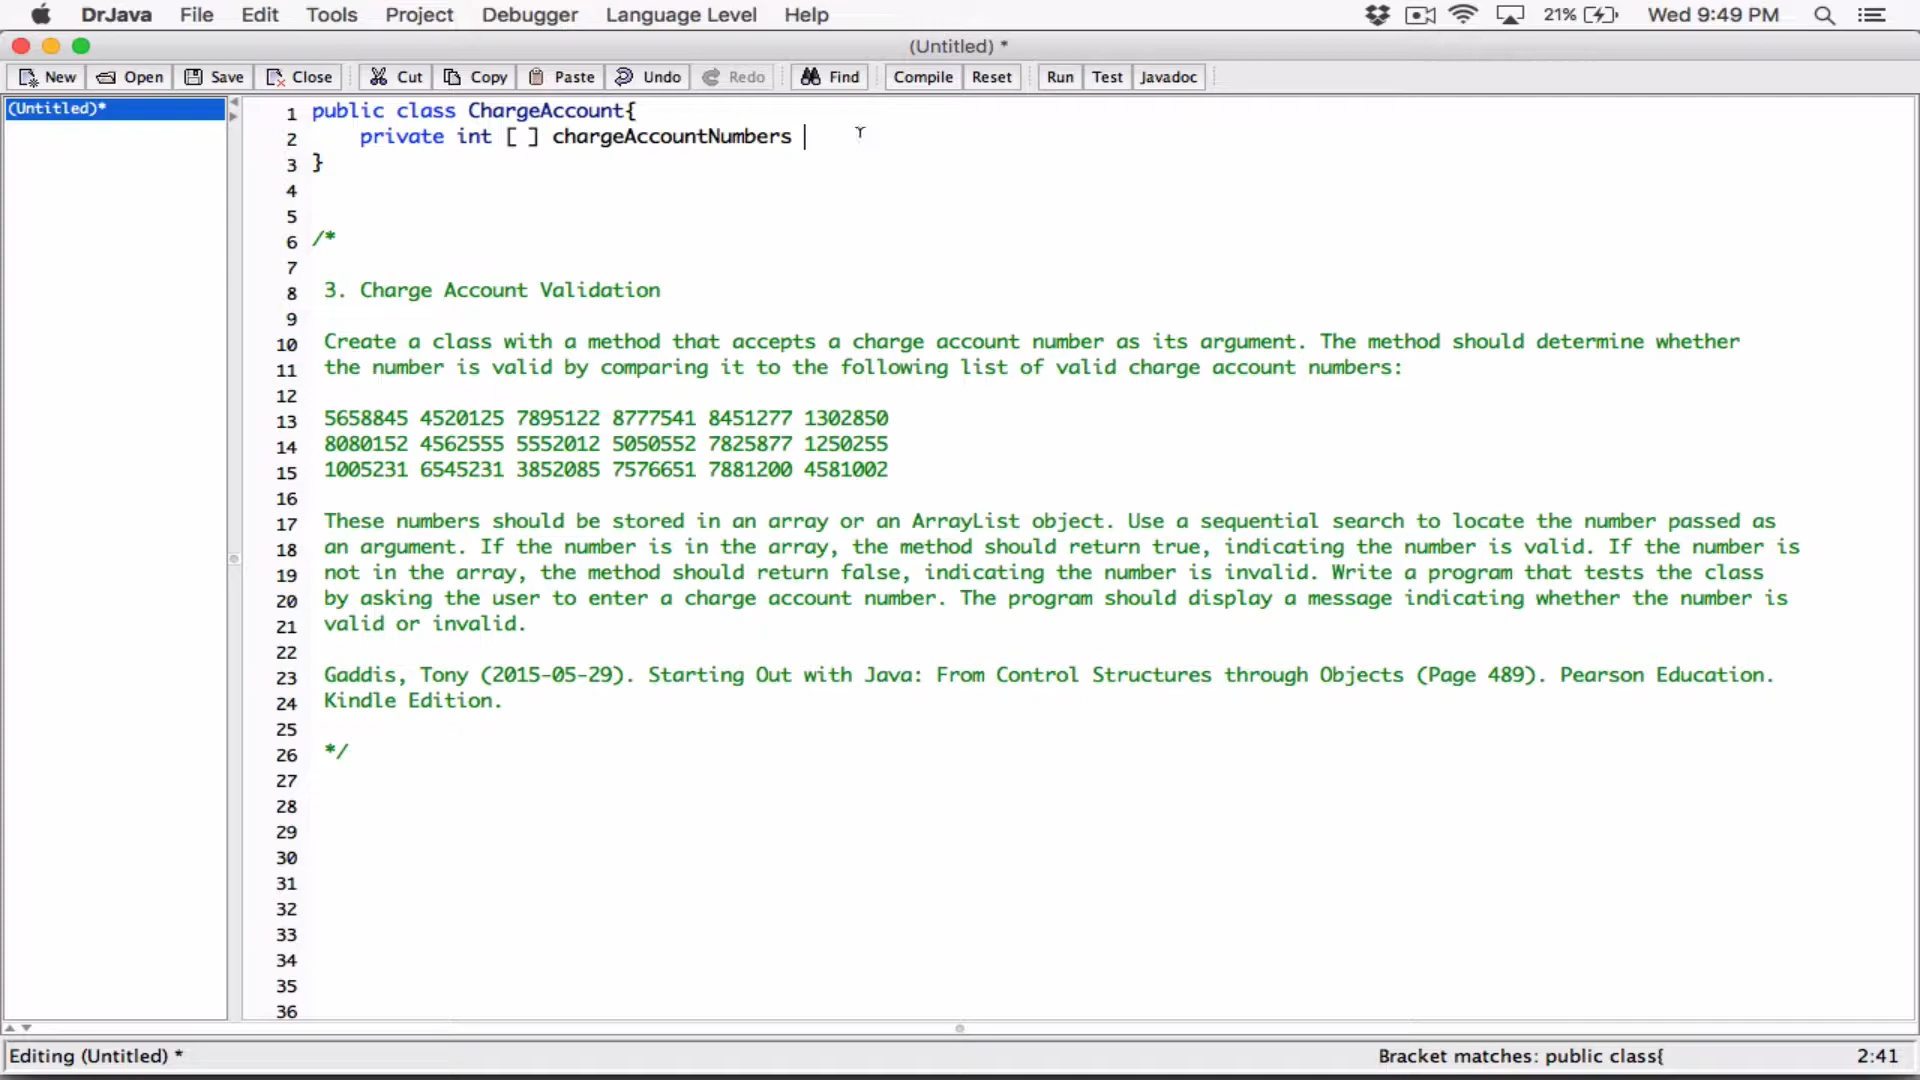 DrJava File Edit Tools Project Debugger Language Level Help 21% Wed 9:49 PM
(Untitled) *
New Open Save Close Cut Copy Paste Undo Redo Find Compile Reset Run Test Javadoc
(Untitled)*
1 public class ChargeAccount{
2 private int [ ] chargeAccountNumbers
3 }
4
5
6 /*
7
8 3. Charge Account Validation
9
10 Create a class with a method that accepts a charge account number as its argument. The method should determine whether
11 the number is valid by comparing it to the following list of valid charge account numbers:
12
13 5658845 4520125 7895122 8777541 8451277 1302850
14 8080152 4562555 5552012 5050552 7825877 1250255
15 1005231 6545231 3852085 7576651 7881200 4581002
16
17 These numbers should be stored in an array or an ArrayList object. Use a sequential search to locate the number passed as
18 an argument. If the number is in the array, the method should return true, indicating the number is valid. If the number is
19 not in the array, the method should return false, indicating the number is invalid. Write a program that tests the class
20 by asking the user to enter a charge account number. The program should display a message indicating whether the number is
21 valid or invalid.
22
23 Gaddis, Tony (2015-05-29). Starting Out with Java: From Control Structures through Objects (Page 489). Pearson Education.
24 Kindle Edition.
25
26 */
27
28
29
30
31
32
33
34
35
36
Editing (Untitled) * Bracket matches: public class{ 2:41